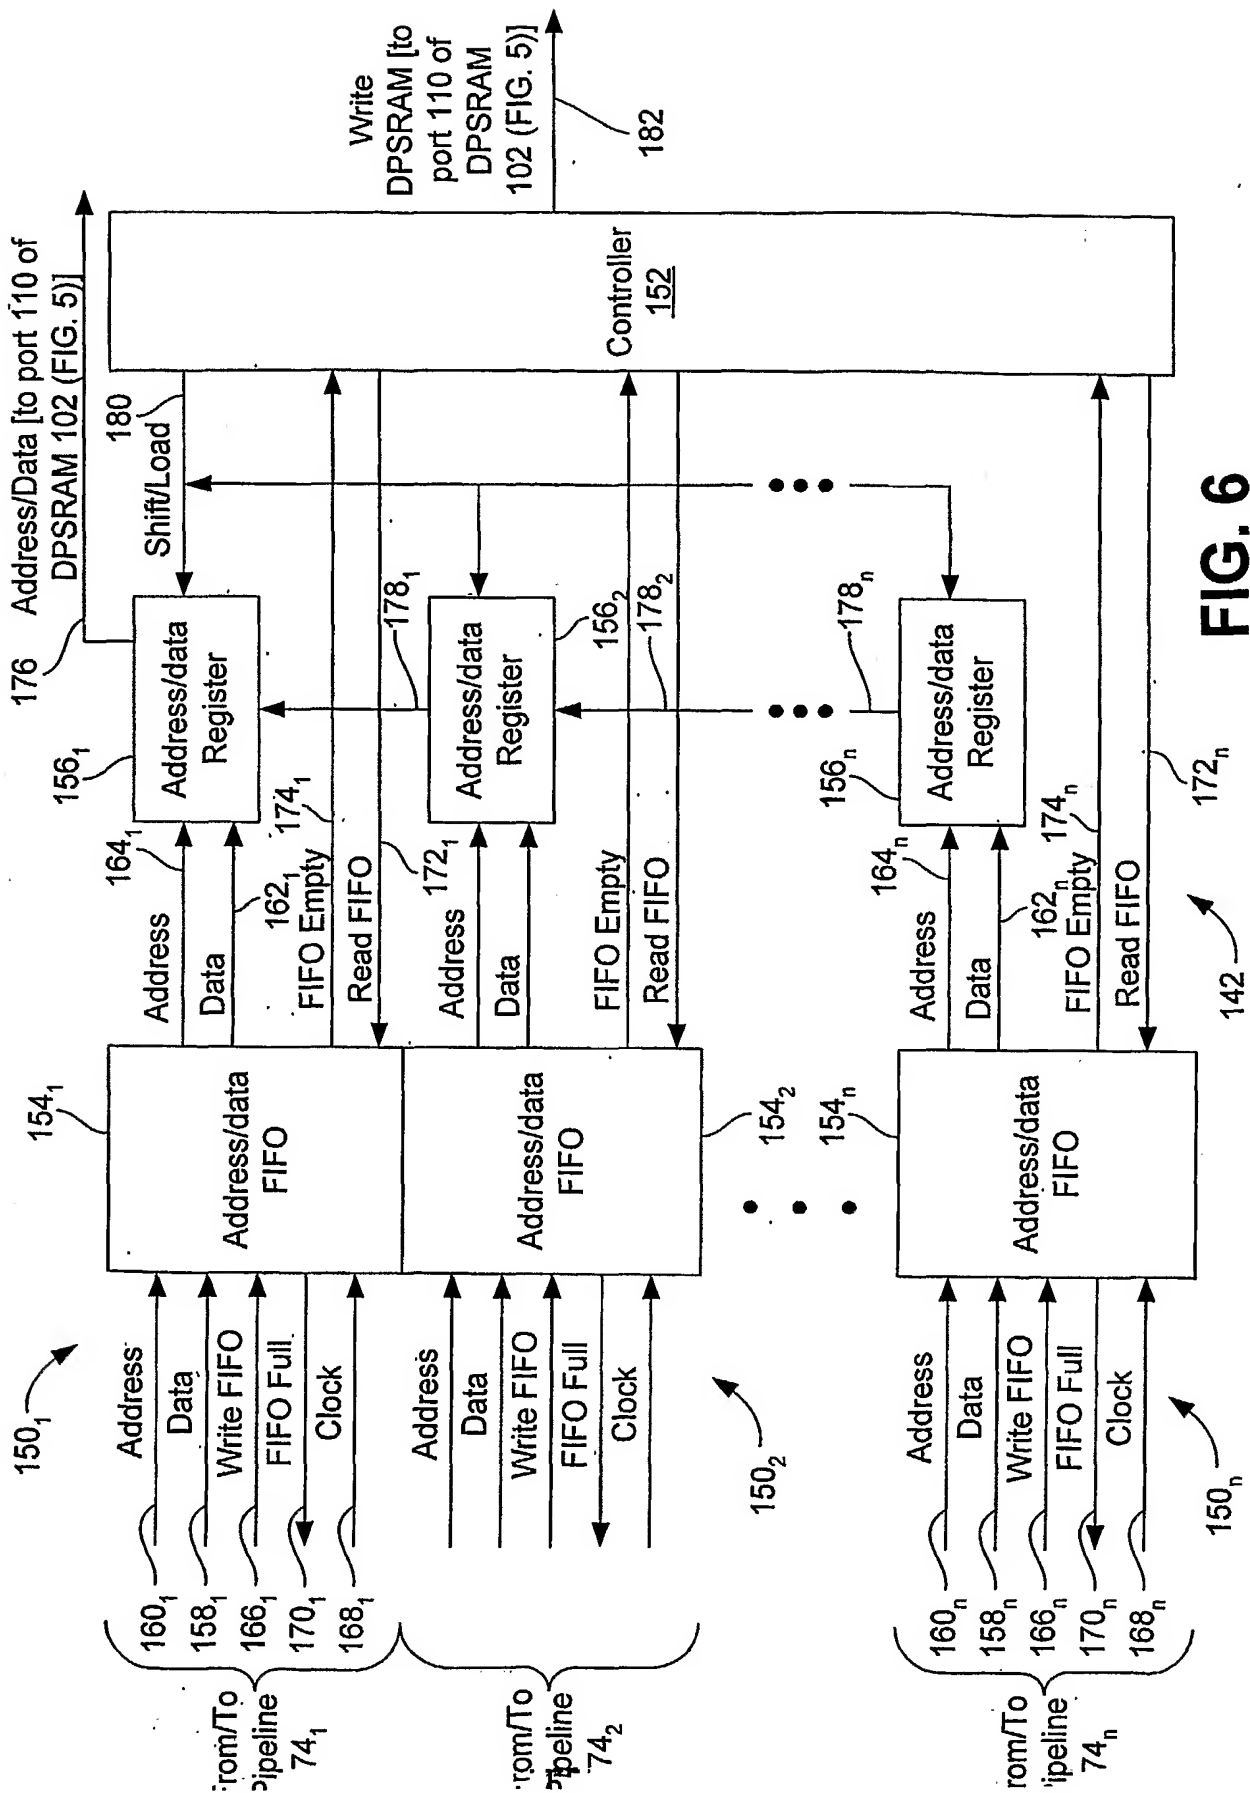 Address/Data [to port 110 of
DPSRAM 102 (FIG. 5)]
176
Write
DPSRAM [to
port 110 of
DPSRAM
102 (FIG. 5)]
182
Controller
152
180
Shift/Load
156₁
Address/data
Register
178₁
156₂
Address/data
Register
178₂
156ₙ
Address/data
Register
178ₙ
164₁
Address
162₁
Data
174₁
FIFO Empty
172₁
Read FIFO
Address
Data
FIFO Empty
Read FIFO
164ₙ
Address
162ₙ
Data
174ₙ
FIFO Empty
172ₙ
Read FIFO
142
154₁
Address/data
FIFO
154₂
Address/data
FIFO
154ₙ
Address/data
FIFO
150₁
Address
Data
Write FIFO
FIFO Full
Clock
150₂
Address
Data
Write FIFO
FIFO Full
Clock
150ₙ
Address
Data
Write FIFO
FIFO Full
Clock
160₁
158₁
166₁
170₁
168₁
160ₙ
158ₙ
166ₙ
170ₙ
168ₙ
rom/To
Pipeline
74₁
rom/To
Pipeline
74₂
rom/To
ipeline
74ₙ
FIG. 6